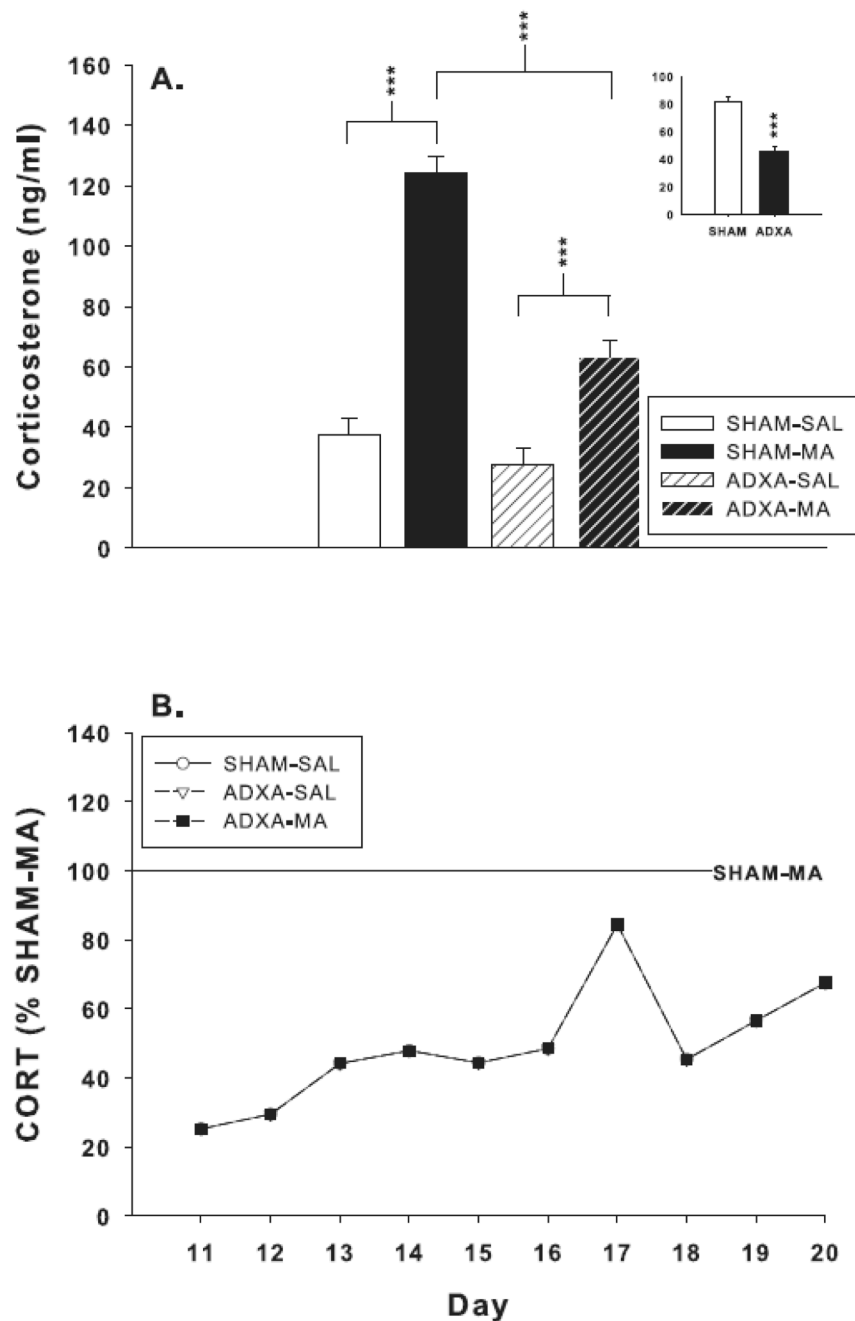 A.
Corticosterone (ng/ml)
160
140
120
100
80
60
40
20
0
***
***
***
100
80
60
40
20
0
***
SHAM ADXA
SHAM-SAL
SHAM-MA
ADXA-SAL
ADXA-MA
B.
CORT (% SHAM-MA)
140
120
100
80
60
40
20
0
SHAM-SAL
ADXA-SAL
ADXA-MA
SHAM-MA
11 12 13 14 15 16 17 18 19 20
Day